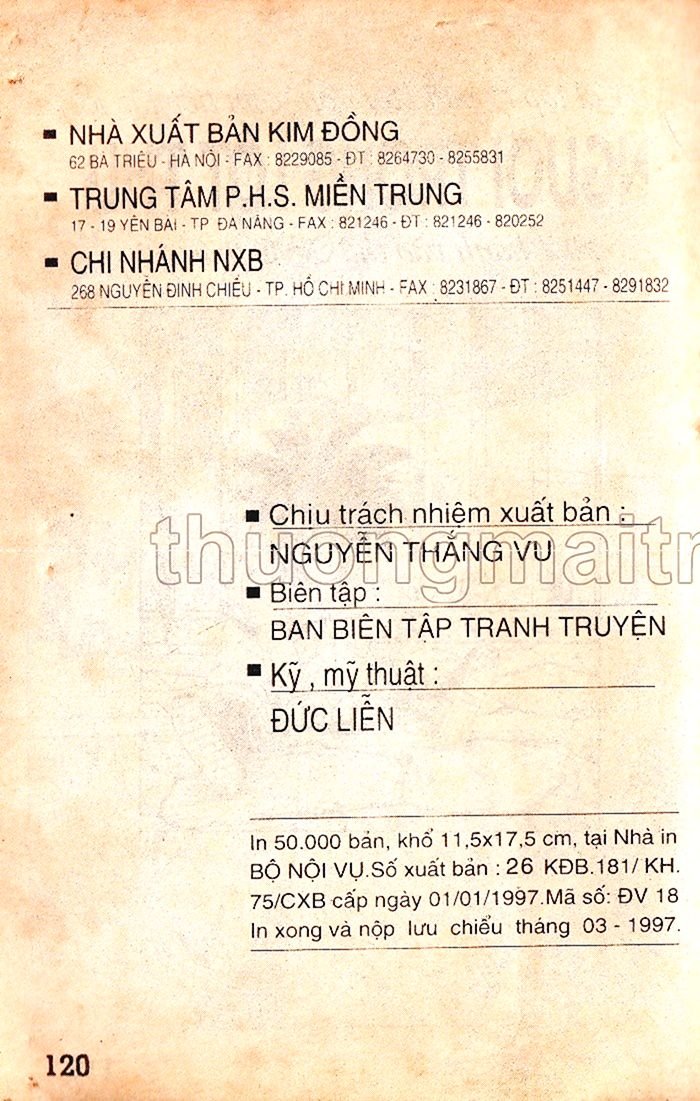 NHÀ XUẤT BẢN KIM ĐỒNG
62 BÀ TRIỆU - HÀ NỘI - FAX : 8229085 - ĐT : 8264730 - 8255831
TRUNG TÂM P.H.S. MIỀN TRUNG
17 - 19 YÊN BÁI - TP ĐÀ NẴNG - FAX : 821246 - ĐT : 821246 - 820252
CHI NHÁNH NXB
268 NGUYỄN ĐÌNH CHIỂU - TP. HỒ CHÍ MINH - FAX : 8231867 - ĐT : 8251447 - 8291832
Chịu trách nhiệm xuất bản :
thuongmaitr
NGUYỄN THẮNG VU
Biên tập :
BAN BIÊN TẬP TRANH TRUYỆN
Kỹ , mỹ thuật :
ĐỨC LIỄN
In 50.000 bản, khổ 11,5x17,5 cm, tại Nhà in
BỘ NỘI VỤ.Số xuất bản : 26 KĐB.181/ KH.
75/CXB cấp ngày 01/01/1997.Mã số: ĐV 18
In xong và nộp lưu chiểu tháng 03 - 1997.
120